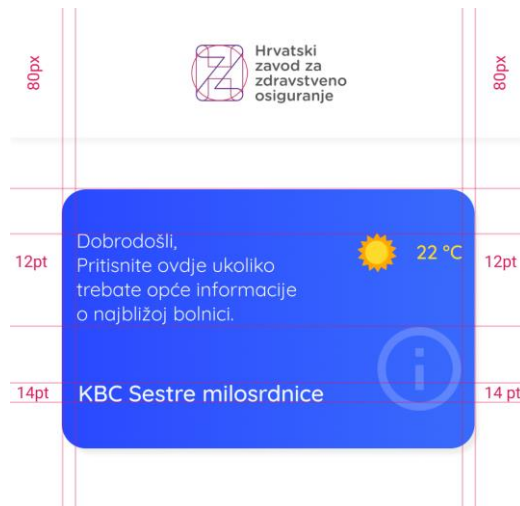 80px
80px
Hrvatski
zavod za
zdravstveno
osiguranje
12pt
12pt
Dobrodošli,
Pritisnite ovdje ukoliko
trebate opće informacije
o najbližoj bolnici.
22 °C
14pt
14 pt
KBC Sestre milosrdnice